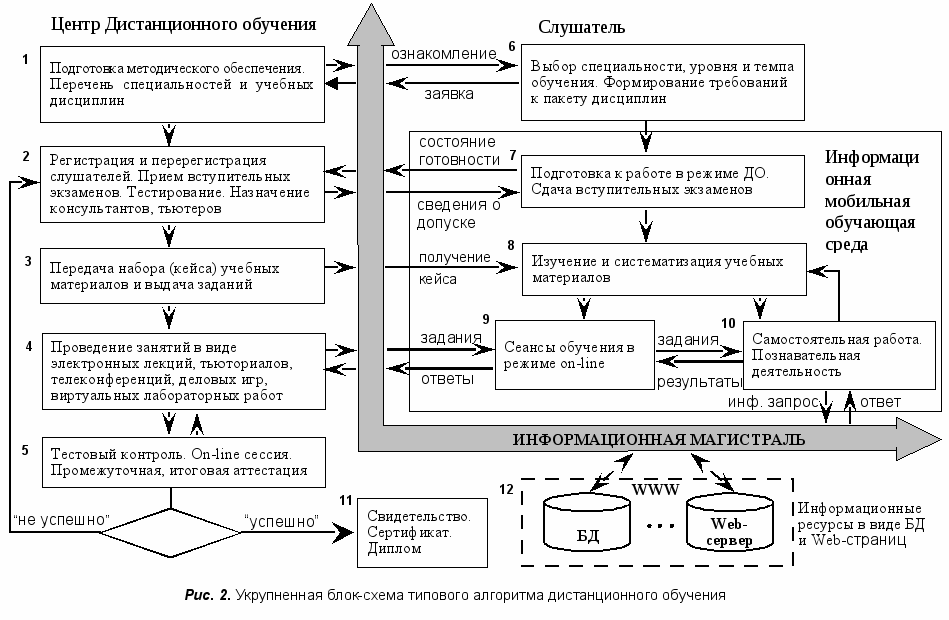 Центр Дистанционного обучения
1
Подготовка методического обеспечения.
Перечень специальностей и учебных
дисциплин
2
Регистрация и перерегистрация
слушателей. Прием вступительных
экзаменов. Тестирование. Назначение
консультантов, тьютеров
3
Передача набора (кейса) учебных
материалов и выдача заданий
4
Проведение занятий в виде
электронных лекций, тьюториалов,
телеконференций, деловых игр,
виртуальных лабораторных работ
5
Тестовый контроль. On-line сессия.
Промежуточная, итоговая аттестация
“не успешно”
“успешно”
11
Свидетельство.
Сертификат.
Диплом
ознакомление
заявка
состояние
готовности
сведения о
допуске
получение
кейса
задания
ответы
Слушатель
6
Выбор специальности, уровня и темпа
обучения. Формирование требований
к пакету дисциплин
7
Подготовка к работе в режиме ДО.
Сдача вступительных экзаменов
Информаци
онная
мобильная
обучающая
среда
8
Изучение и систематизация учебных
материалов
9
Сеансы обучения в
режиме on-line
задания
результаты
10
Самостоятельная работа.
Познавательная
деятельность
инф. запрос
ответ
ИНФОРМАЦИОННАЯ МАГИСТРАЛЬ
12
WWW
БД
...
Web-
сервер
Информационные
ресурсы в виде БД
и Web-страниц
Рис. 2. Укрупненная блок-схема типового алгоритма дистанционного обучения